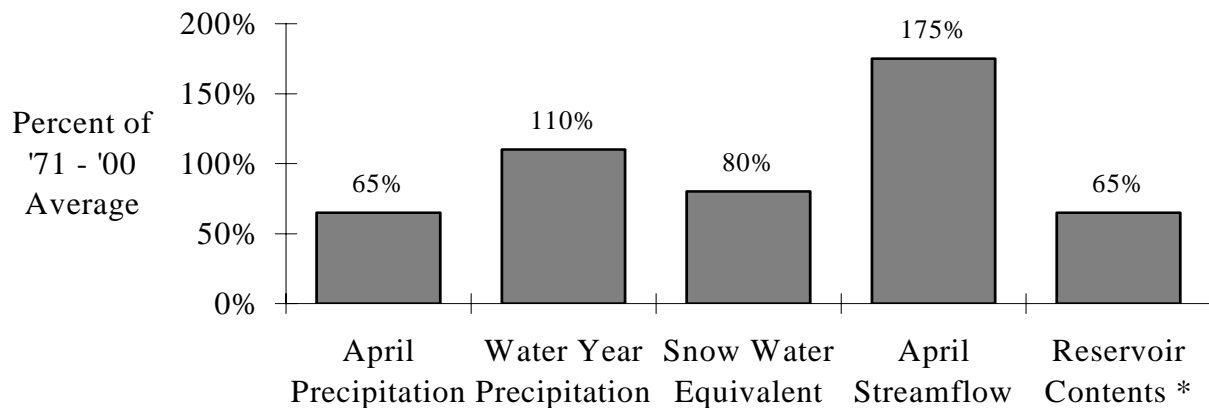 200%
150%
100%
50%
0%
Percent of
'71 - '00
Average
65%
110%
80%
175%
65%
April
Precipitation
Water Year
Precipitation
Snow Water
Equivalent
April
Streamflow
Reservoir
Contents *